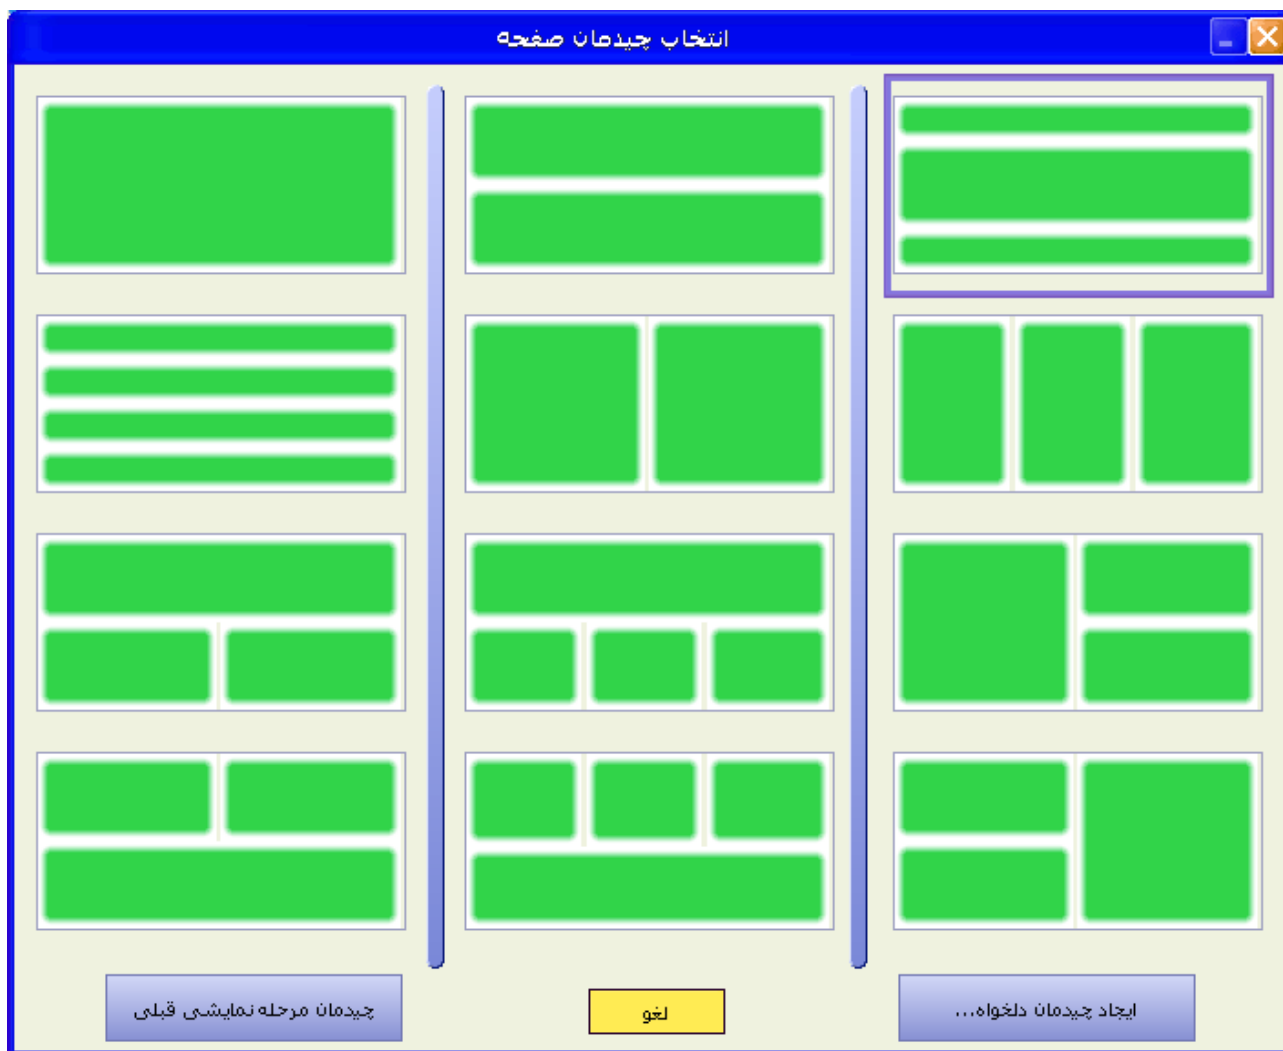 انتخاب چیدمان صفحه
ایجاد چیدمان دلخواه...
لغو
چیدمان مرحله نمایشی قبلی